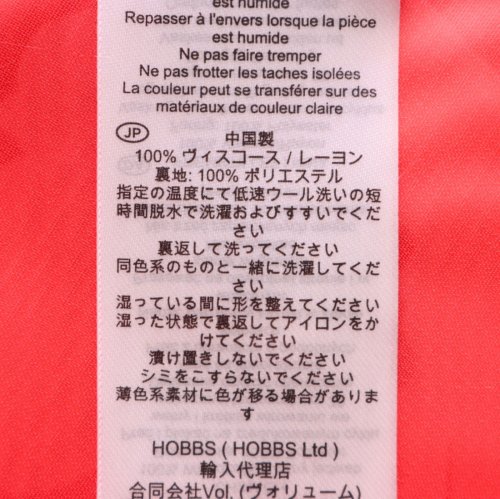 est humide
Repasser à l'envers lorsque la pièce
est humide
Ne pas faire tremper
Ne pas frotter les taches isolées
La couleur peut se transférer sur des
matériaux de couleur claire
JP
中国製
100% ヴィスコース / レーヨン
裏地: 100% ポリエステル
指定の温度にて低速ウール洗いの短
時間脱水で洗濯およびすすいでくだ
さい
裏返して洗ってください
同色系のものと一緒に洗濯してくだ
さい
湿っている間に形を整えてください
湿った状態で裏返してアイロンをか
けてください
漬け置きしないでください
シミをこすらないでください
薄色系素材に色が移る場合がありま
す
HOBBS ( HOBBS Ltd )
輸入代理店
合同会社Vol. (ヴォリューム)